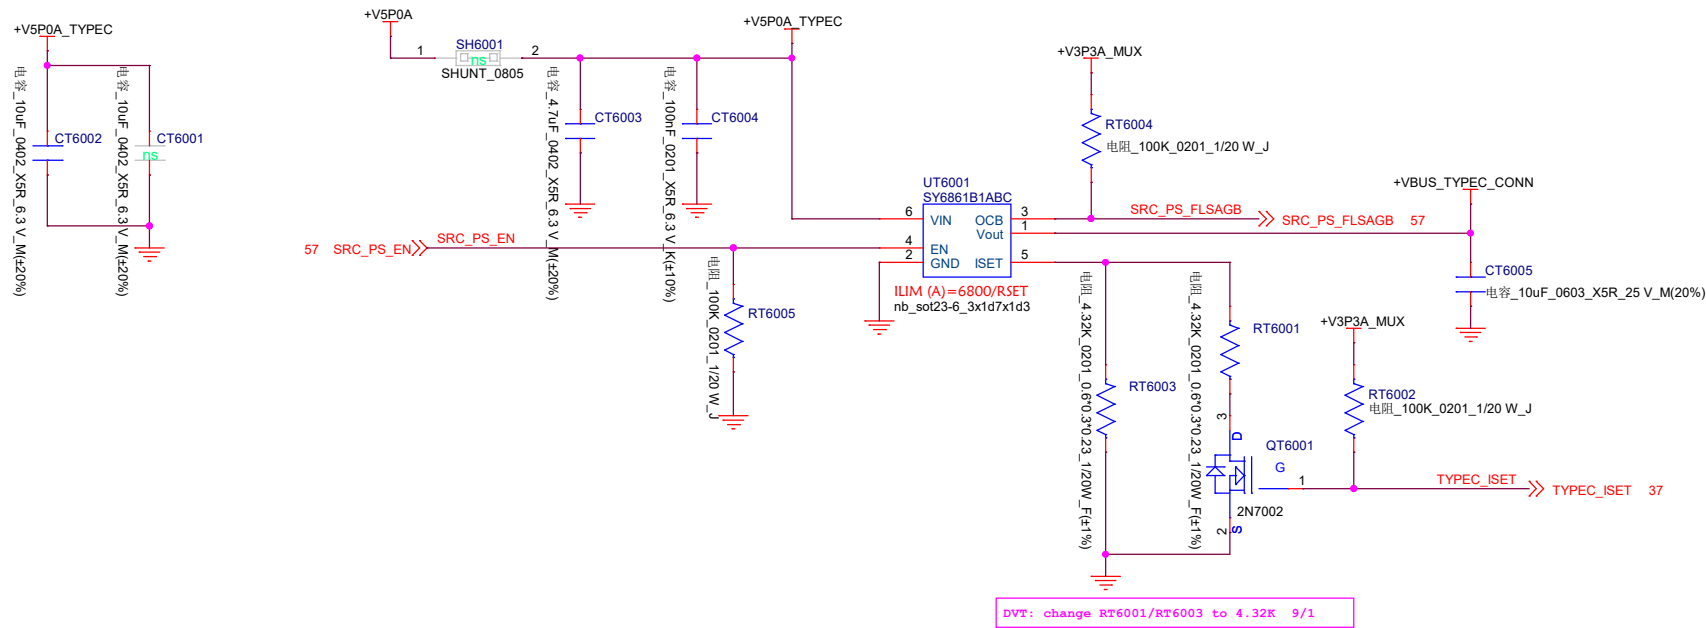 +V5P0A_TYPEC
电容_10uF_0402_X5R_6.3 V_M(±20%)
CT6002
电容_10uF_0402_X5R_6.3 V_M(±20%)
CT6001
ns
+V5P0A
1
SH6001
ns
2
SHUNT_0805
+V5P0A_TYPEC
电容_4.7uF_0402_X5R_6.3 V_M(±20%)
CT6003
电容_100nF_0201_X5R_6.3 V_K(±10%)
CT6004
57 SRC_PS_EN
SRC_PS_EN
电阻_100K_0201_1/20 W_J
RT6005
UT6001
SY6861B1ABC
6 VIN
OCB 3
Vout 1
4 EN
2 GND
ISET 5
ILIM (A)=6800/RSET
nb_sot23-6_3x1d7x1d3
+V3P3A_MUX
RT6004
电阻_100K_0201_1/20 W_J
SRC_PS_FLSAGB
SRC_PS_FLSAGB 57
+VBUS_TYPEC_CONN
CT6005
电容_10uF_0603_X5R_25 V_M(20%)
电阻_4.32K_0201_0.6*0.3*0.23_1/20W_F(±1%)
RT6003
电阻_4.32K_0201_0.6*0.3*0.23_1/20W_F(±1%)
RT6001
+V3P3A_MUX
RT6002
电阻_100K_0201_1/20 W_J
3
D
QT6001
G
1
2N7002
2
S
TYPEC_ISET
TYPEC_ISET 37
DVT: change RT6001/RT6003 to 4.32K 9/1